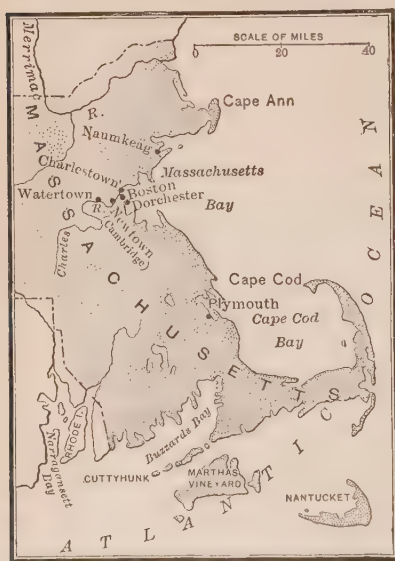 SCALE OF MILES
20 40
Merrimac
R.
Cape Ann
MASSACHUSETTS
Naumkeag
Charlestown
Massachusetts
Bay
Boston
Watertown
Dorchester
R.
Newtown
(Cambridge)
Charles
Cape Cod
Plymouth
Cape Cod
Bay
Buzzards Bay
RHODE I.
Narragansett
Bay
CUTTYHUNK
MARTHAS
VINEYARD
NANTUCKET
ATLANTIC
OCEAN